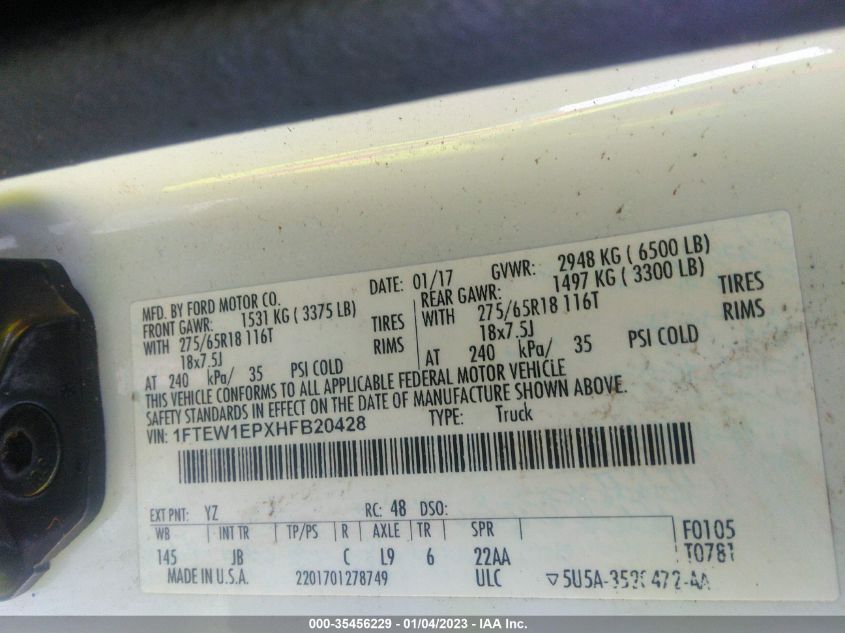 MFD. BY FORD MOTOR CO. DATE: 01/17 GVWR: 2948 KG ( 6500 LB)
FRONT GAWR: 1531 KG ( 3375 LB) REAR GAWR: 1497 KG ( 3300 LB)
WITH 275/65R18 116T TIRES WITH 275/65R18 116T TIRES
18x7.5J RIMS 18x7.5J RIMS
AT 240 kPa/ 35 PSI COLD AT 240 kPa/ 35 PSI COLD
THIS VEHICLE CONFORMS TO ALL APPLICABLE FEDERAL MOTOR VEHICLE
SAFETY STANDARDS IN EFFECT ON THE DATE OF MANUFACTURE SHOWN ABOVE.
VIN: 1FTEW1EPXHFB20428 TYPE: Truck
EXT PNT: YZ RC: 48 DSO:
WB INT TR TP/PS R AXLE TR SPR F0105
145 JB C L9 6 22AA T0781
MADE IN U.S.A. 2201701278749 ULC
000-35456229 - 01/04/2023 - IAA Inc.